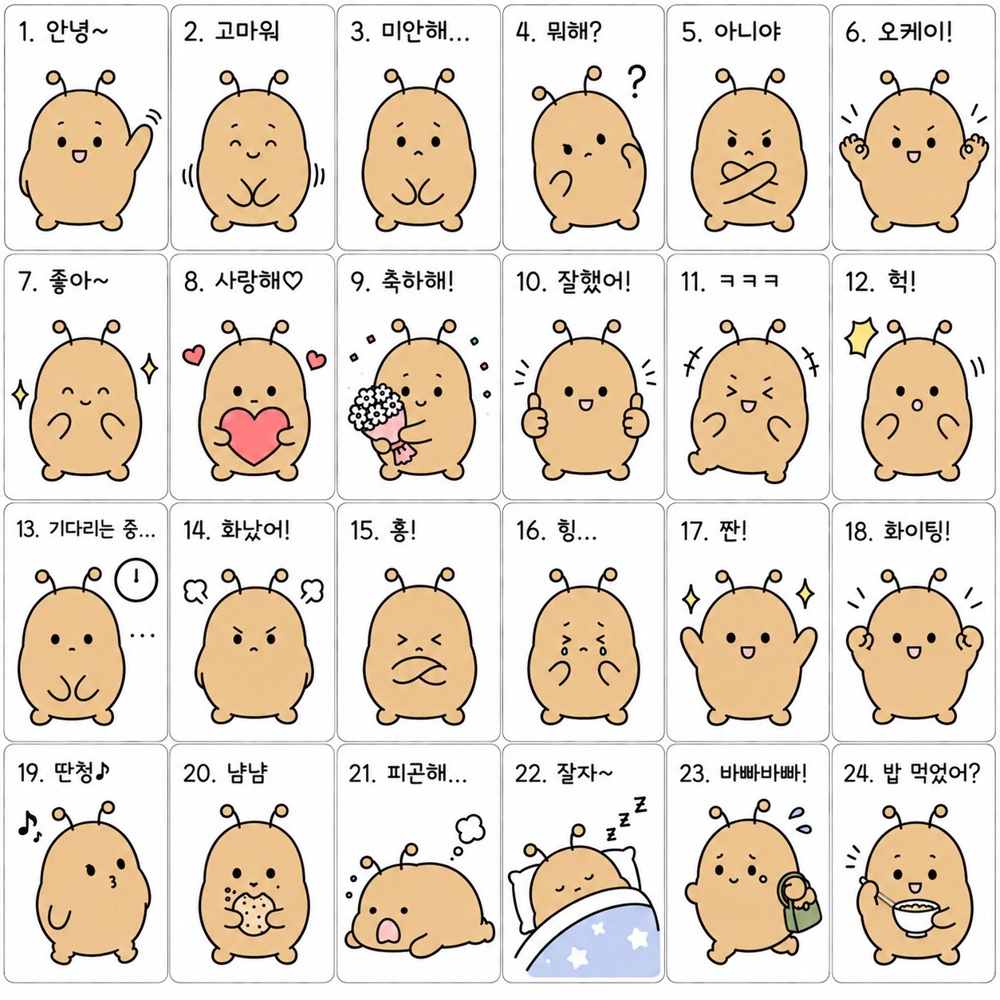 1. 안녕~
2. 고마워
3. 미안해...
4. 뭐해?
?
5. 아니야
6. 오케이!
7. 좋아~
8. 사랑해♡
9. 축하해!
10. 잘했어!
11. ㅋㅋㅋ
12. 헉!
13. 기다리는 중...
...
14. 화났어!
15. 흥!
16. 힝...
17. 짠!
18. 화이팅!
19. 딴청♪
20. 냠냠
21. 피곤해...
22. 잘자~
z z z
23. 바빠바빠!
24. 밥 먹었어?